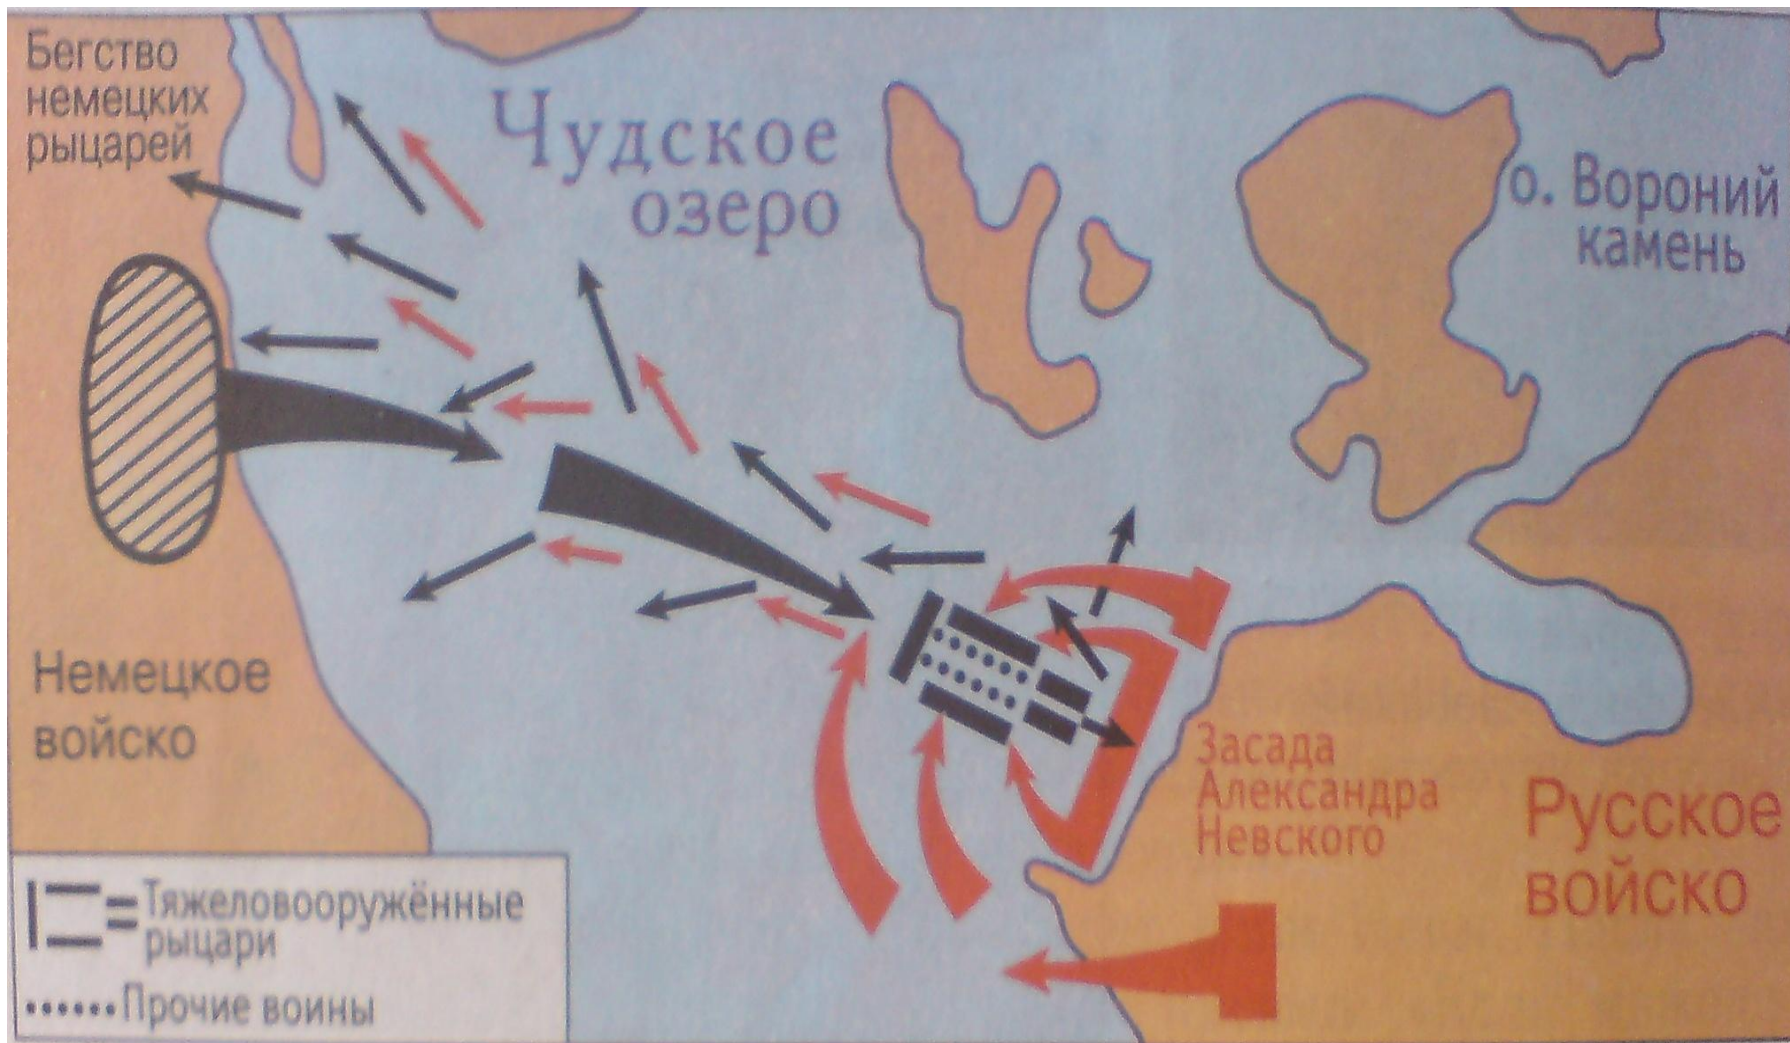 Бегство
немецких
рыцарей
Чудское
озеро
о. Вороний
камень
Немецкое
войско
Засада
Александра
Невского
Русское
войско
Тяжеловооружённые
рыцари
Прочие воины